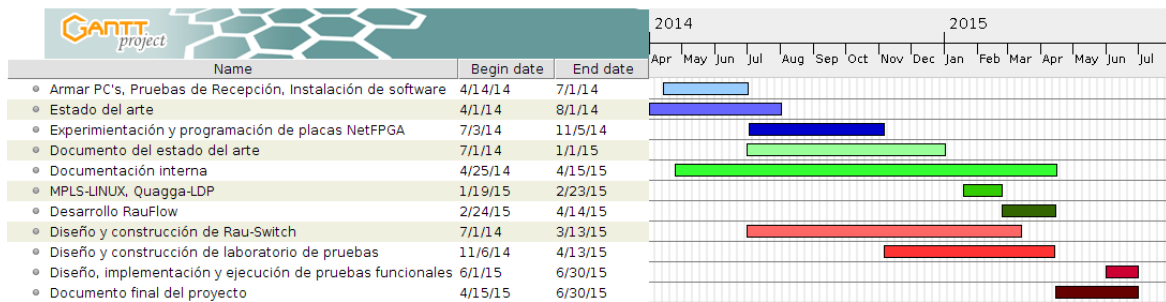 GANTT project
2014 2015
Apr May Jun Jul Aug Sep Oct Nov Dec Jan Feb Mar Apr May Jun Jul
Name Begin date End date
Armar PC's, Pruebas de Recepción, Instalación de software 4/14/14 7/1/14
Estado del arte 4/1/14 8/1/14
Experimientación y programación de placas NetFPGA 7/3/14 11/5/14
Documento del estado del arte 7/1/14 1/1/15
Documentación interna 4/25/14 4/15/15
MPLS-LINUX, Quagga-LDP 1/19/15 2/23/15
Desarrollo RauFlow 2/24/15 4/14/15
Diseño y construcción de Rau-Switch 7/1/14 3/13/15
Diseño y construcción de laboratorio de pruebas 11/6/14 4/13/15
Diseño, implementación y ejecución de pruebas funcionales 6/1/15 6/30/15
Documento final del proyecto 4/15/15 6/30/15